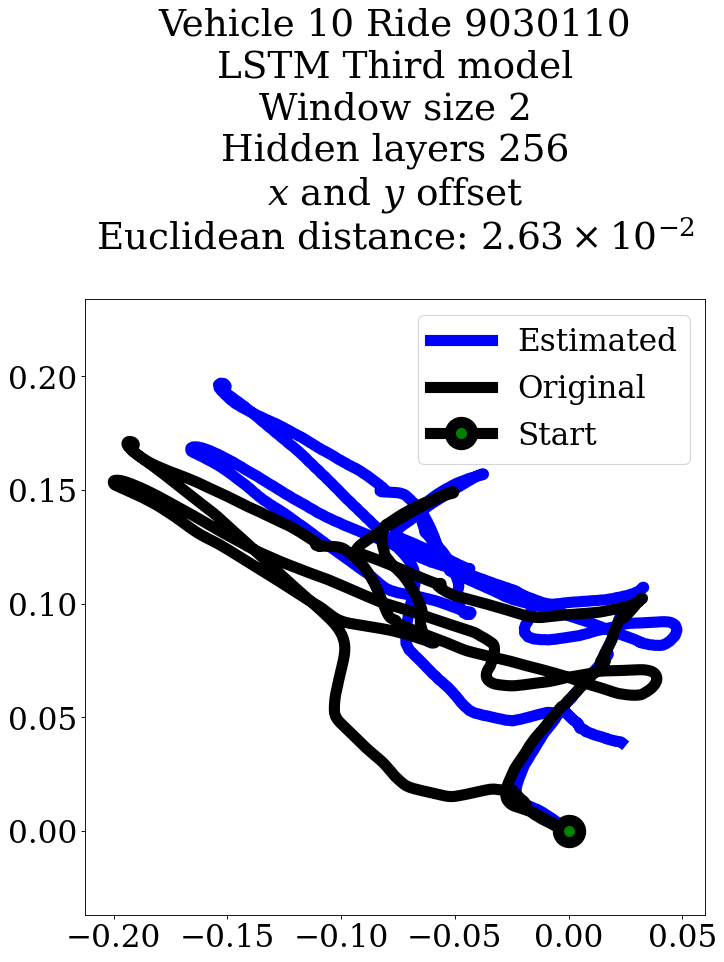 Vehicle 10 Ride 9030110
LSTM Third model
Window size 2
Hidden layers 256
x and y offset
Euclidean distance: 2.63 × 10⁻²
Estimated
Original
Start
0.20
0.15
0.10
0.05
0.00
−0.20 −0.15 −0.10 −0.05 0.00 0.05